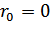 r₀ = 0